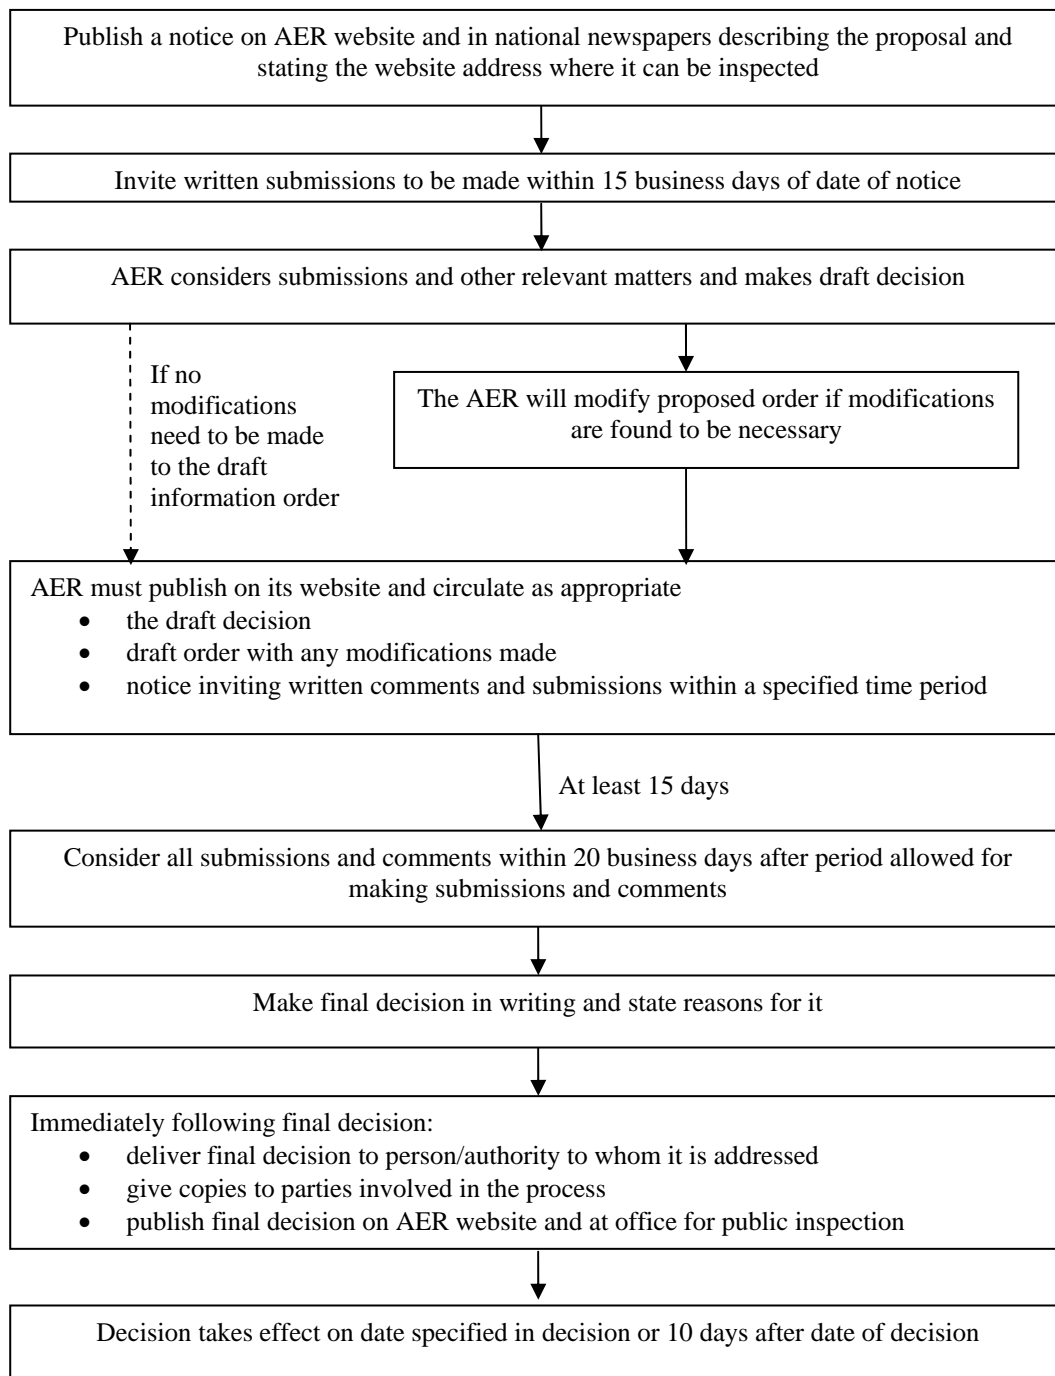 Publish a notice on AER website and in national newspapers describing the proposal and
stating the website address where it can be inspected
Invite written submissions to be made within 15 business days of date of notice
AER considers submissions and other relevant matters and makes draft decision
If no
modifications
need to be made
to the draft
information order
The AER will modify proposed order if modifications
are found to be necessary
AER must publish on its website and circulate as appropriate
• the draft decision
• draft order with any modifications made
• notice inviting written comments and submissions within a specified time period
At least 15 days
Consider all submissions and comments within 20 business days after period allowed for
making submissions and comments
Make final decision in writing and state reasons for it
Immediately following final decision:
• deliver final decision to person/authority to whom it is addressed
• give copies to parties involved in the process
• publish final decision on AER website and at office for public inspection
Decision takes effect on date specified in decision or 10 days after date of decision